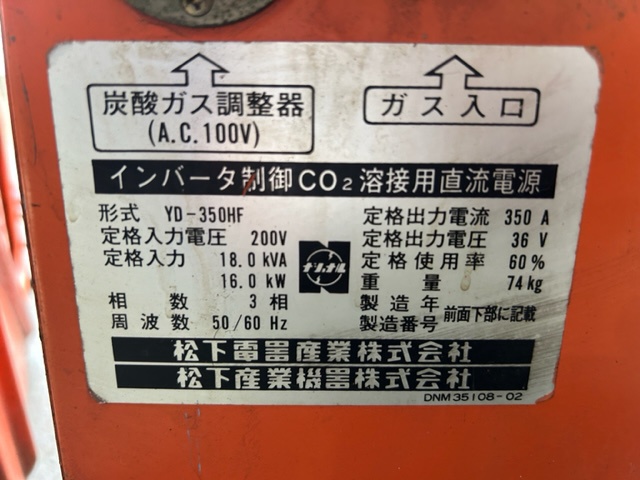 炭酸ガス調整器
(A.C.100V)
ガス入口
インバータ制御CO₂溶接用直流電源
形式 YD-350HF
定格入力電圧 200V
定格入力 18.0 kVA
16.0 kW
相数 3相
周波数 50/60 Hz
ナショナル
定格出力電流 350 A
定格出力電圧 36 V
定格使用率 60%
重量 74kg
製造年
製造番号 前面下部に記載
松下電器産業株式会社
松下産業機器株式会社
DNM35108-02